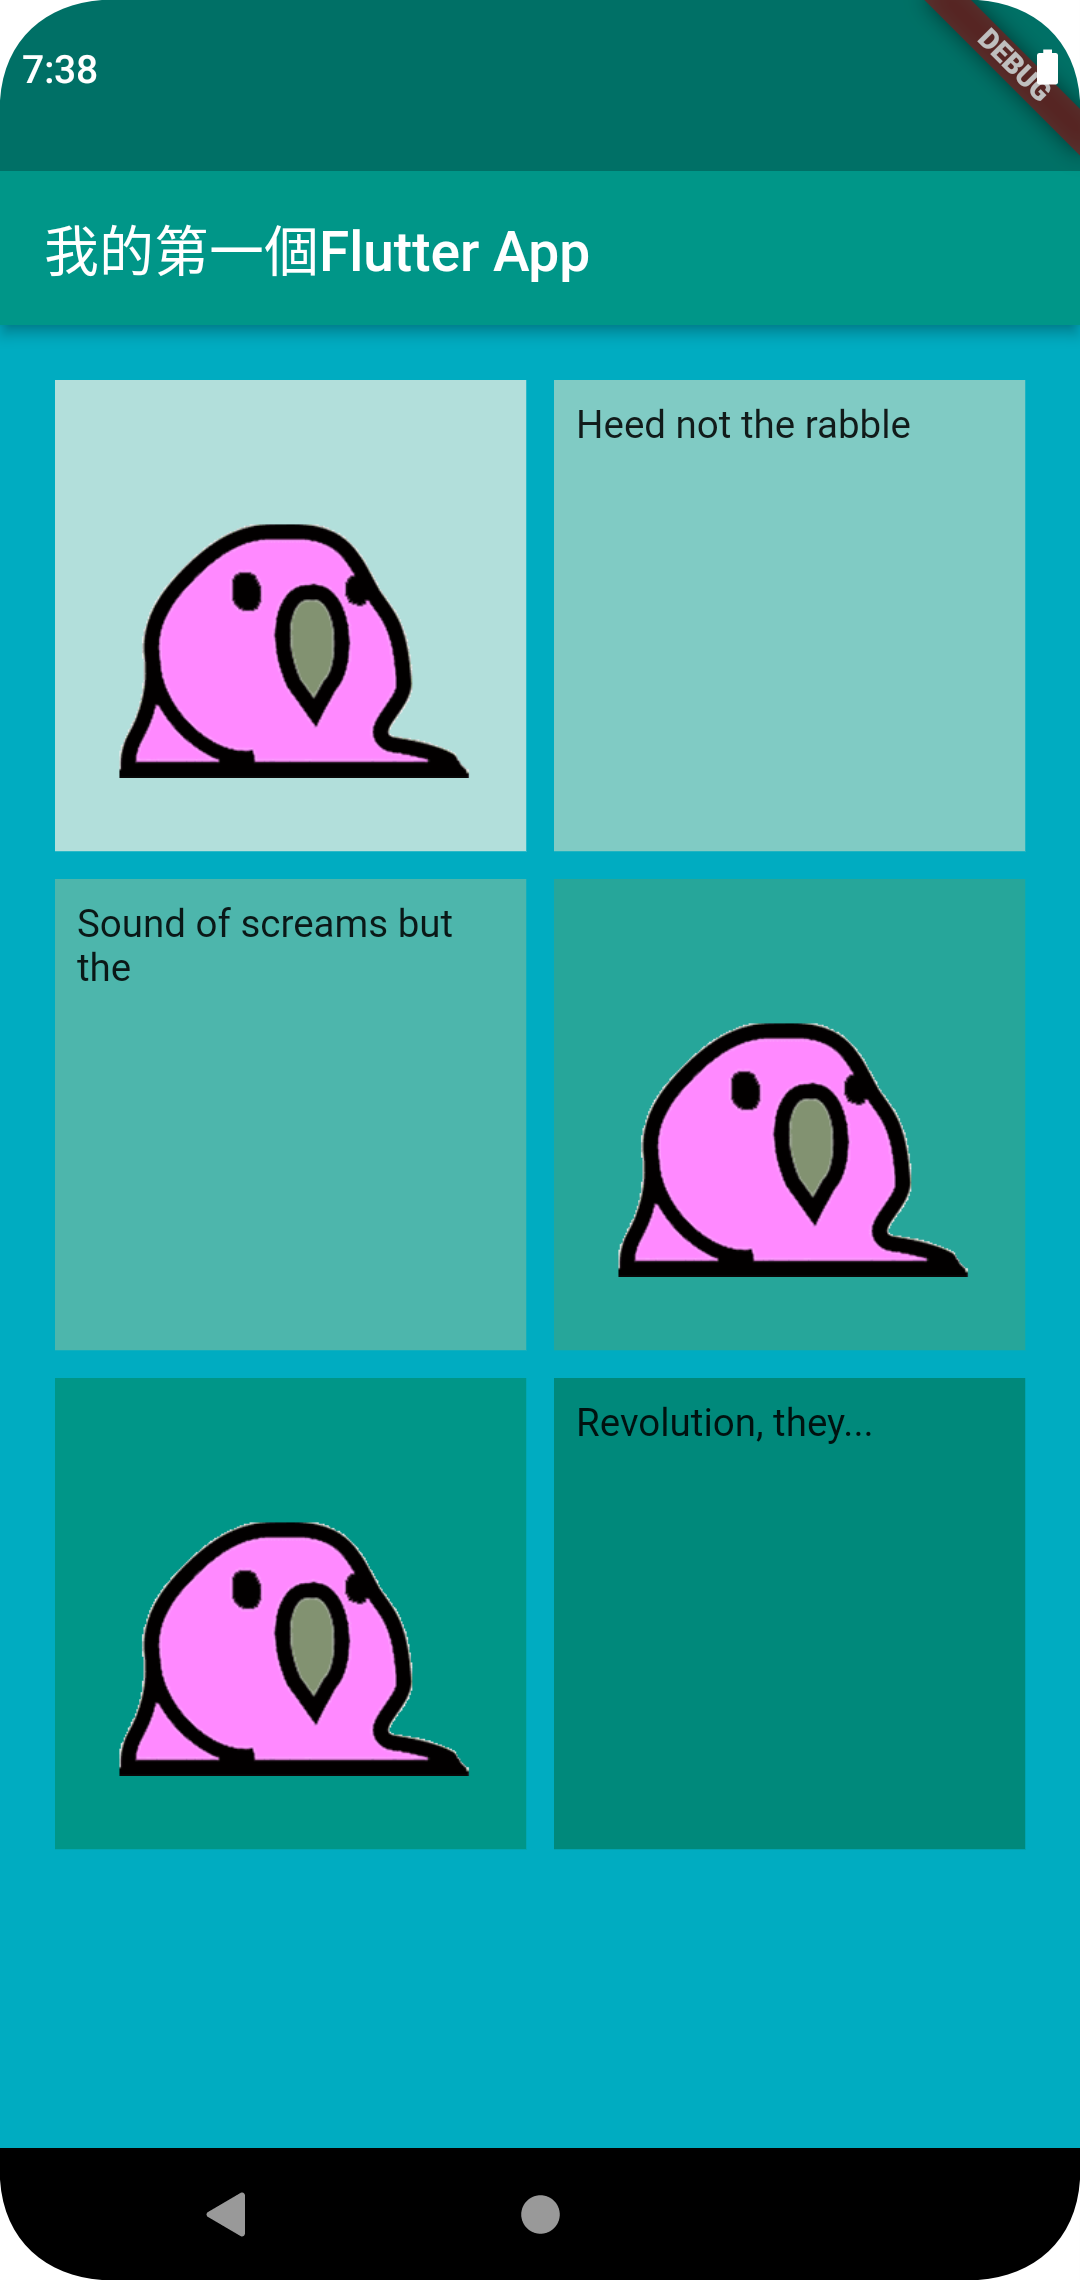 7:38
DEBUG
我的第一個Flutter App
Heed not the rabble
Sound of screams but
the
Revolution, they...